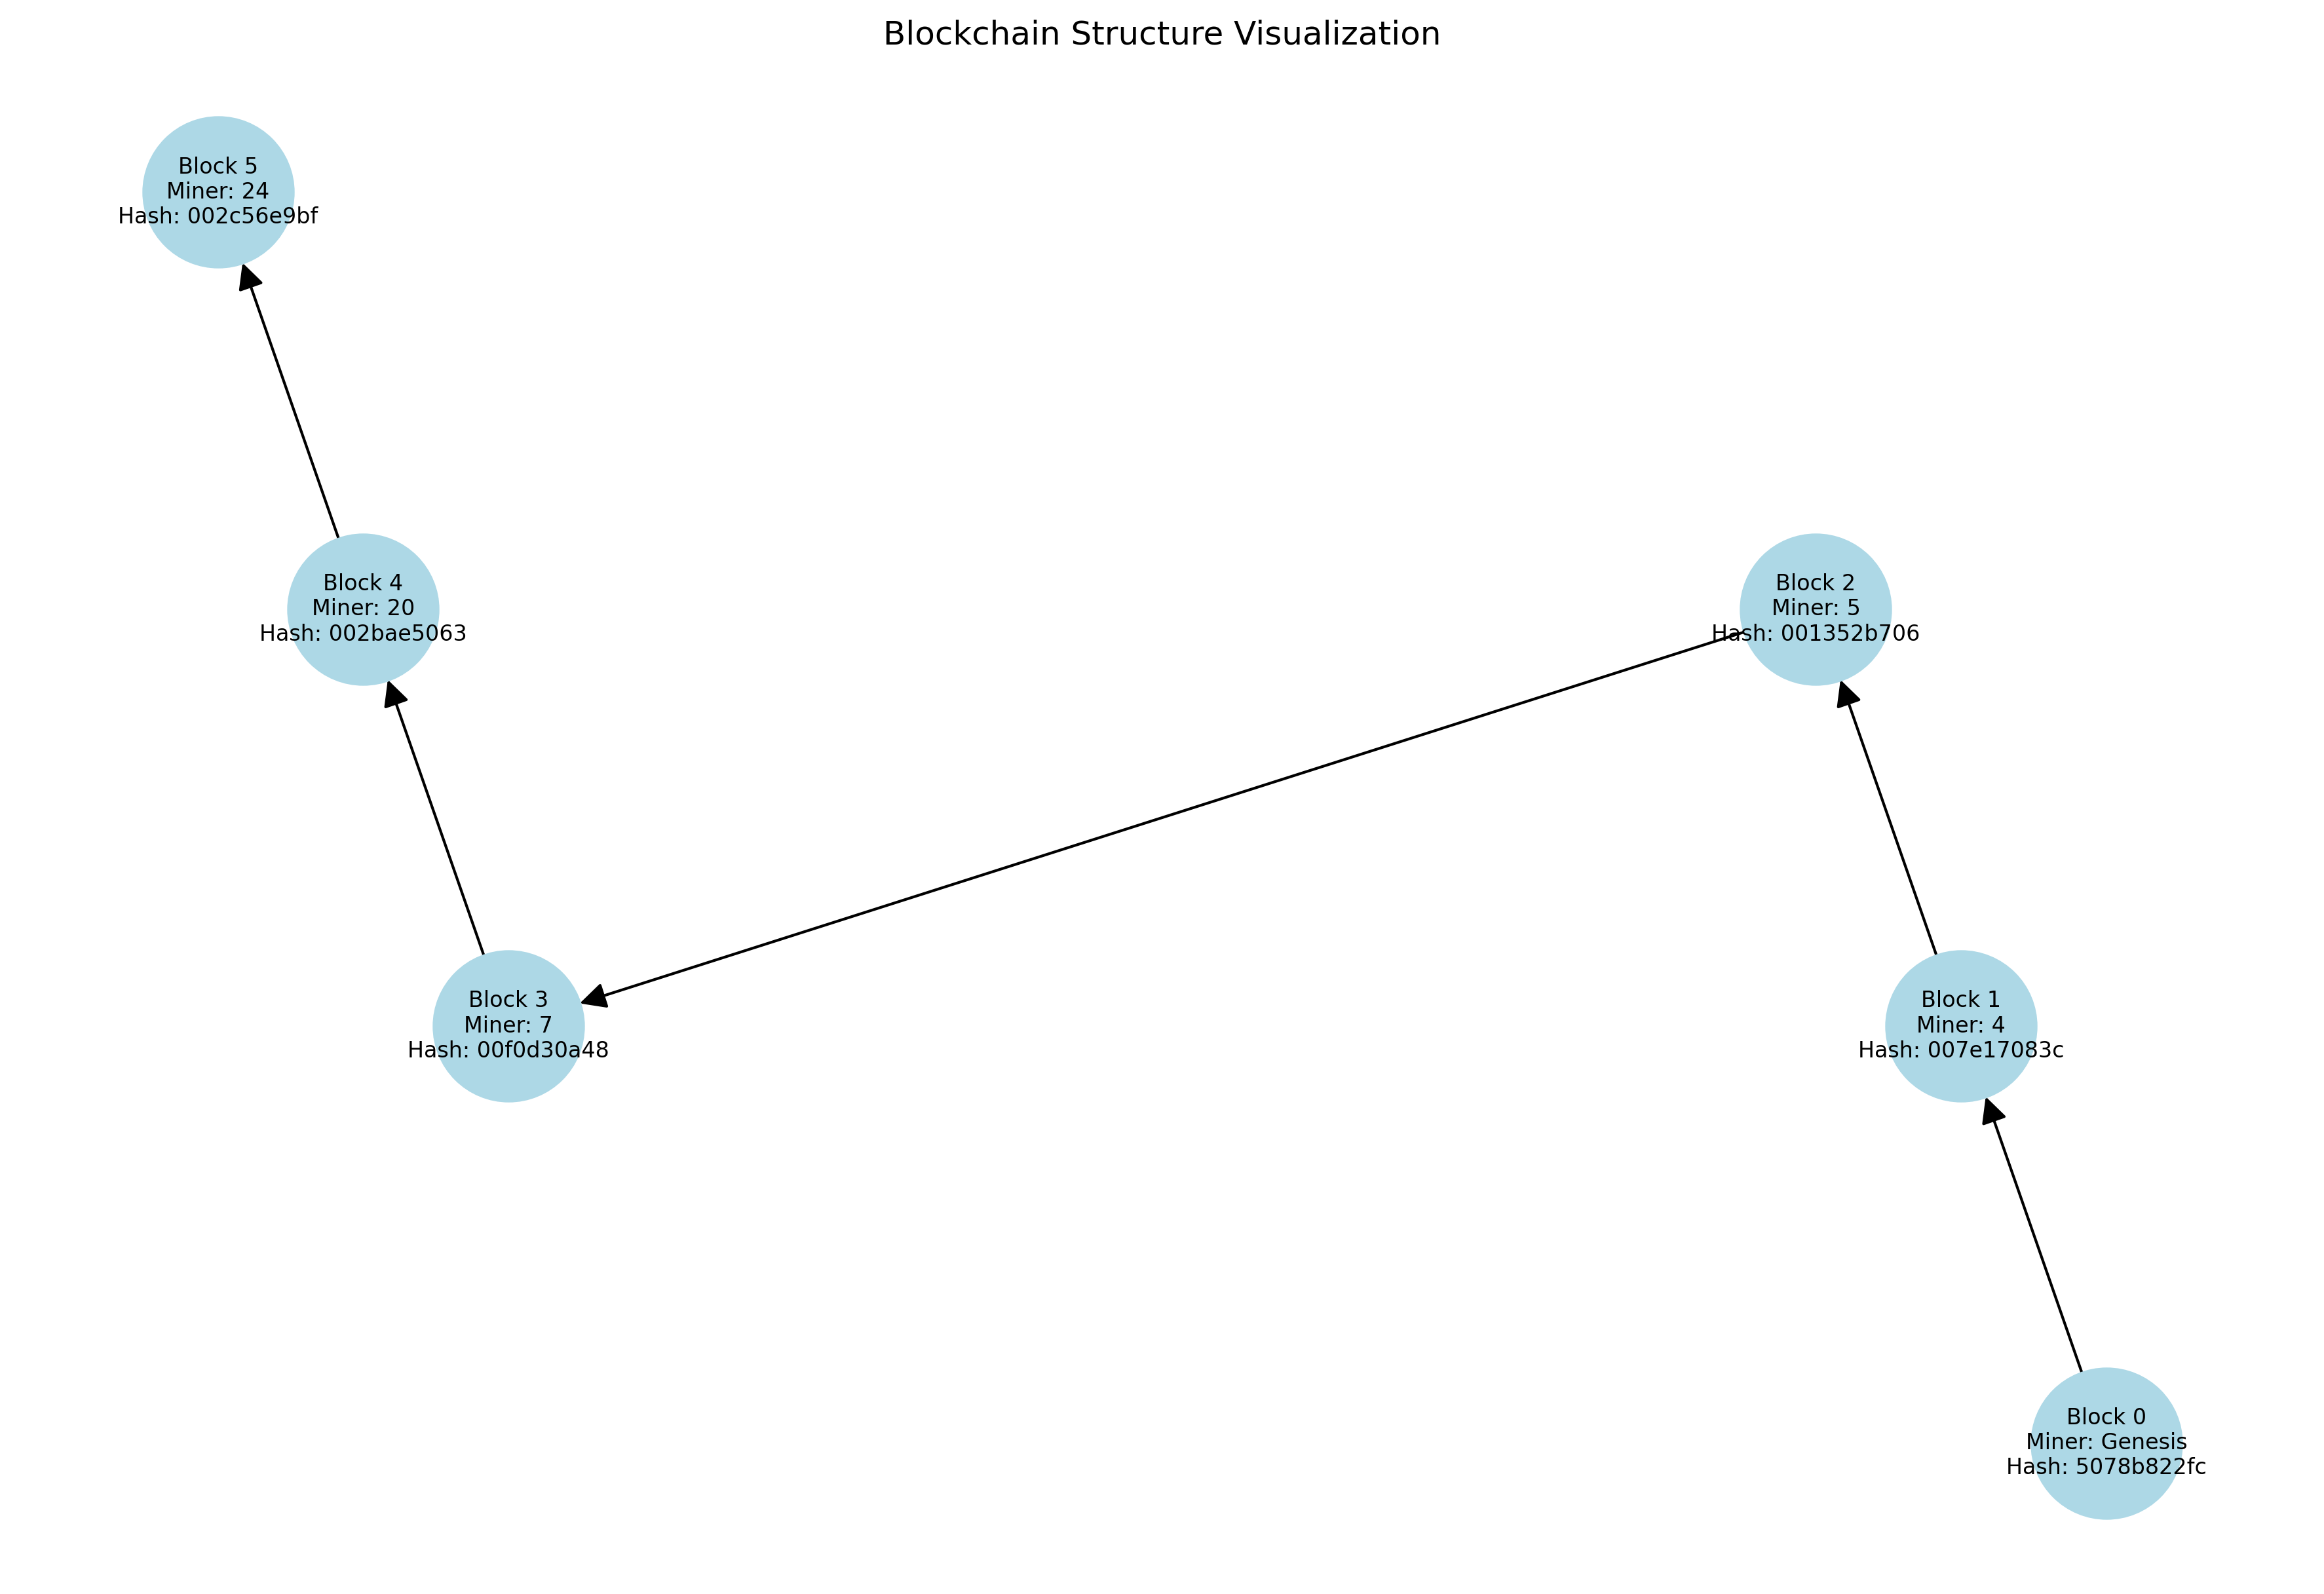 Blockchain Structure Visualization
Block 5
Miner: 24
Hash: 002c56e9bf
Block 4
Miner: 20
Hash: 002bae5063
Block 2
Miner: 5
Hash: 001352b706
Block 3
Miner: 7
Hash: 00f0d30a48
Block 1
Miner: 4
Hash: 007e17083c
Block 0
Miner: Genesis
Hash: 5078b822fc